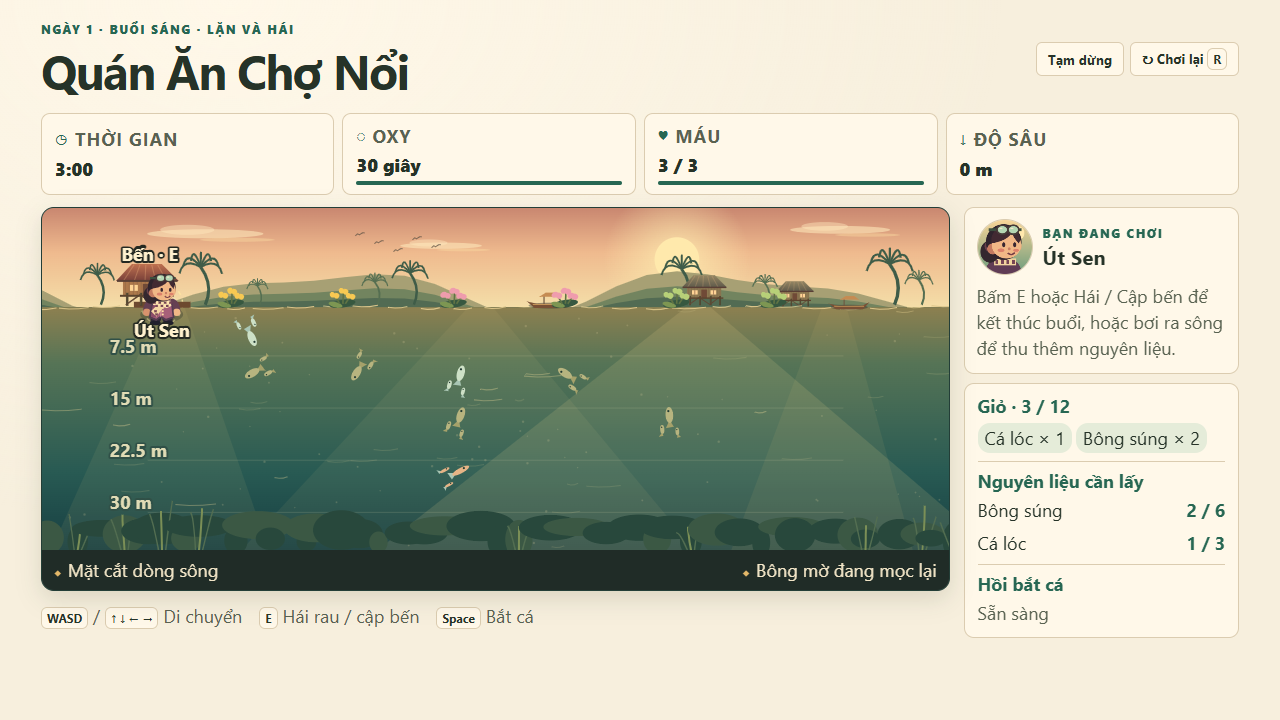 NGÀY 1 · BUỔI SÁNG · LẶN VÀ HÁI
Quán Ăn Chợ Nổi
Tạm dừng
↻ Chơi lại R
THỜI GIAN
3:00
OXY
30 giây
MÁU
3 / 3
↓ ĐỘ SÂU
0 m
Bến · E
Út Sen
7.5 m
15 m
22.5 m
30 m
Mặt cắt dòng sông
Bông mờ đang mọc lại
BẠN ĐANG CHƠI
Út Sen
Bấm E hoặc Hái / Cập bến để
kết thúc buổi, hoặc bơi ra sông
để thu thêm nguyên liệu.
Giỏ · 3 / 12
Cá lóc × 1 Bông súng × 2
Nguyên liệu cần lấy
Bông súng 2 / 6
Cá lóc 1 / 3
Hồi bắt cá
Sẵn sàng
WASD / ↑↓←→ Di chuyển E Hái rau / cập bến Space Bắt cá